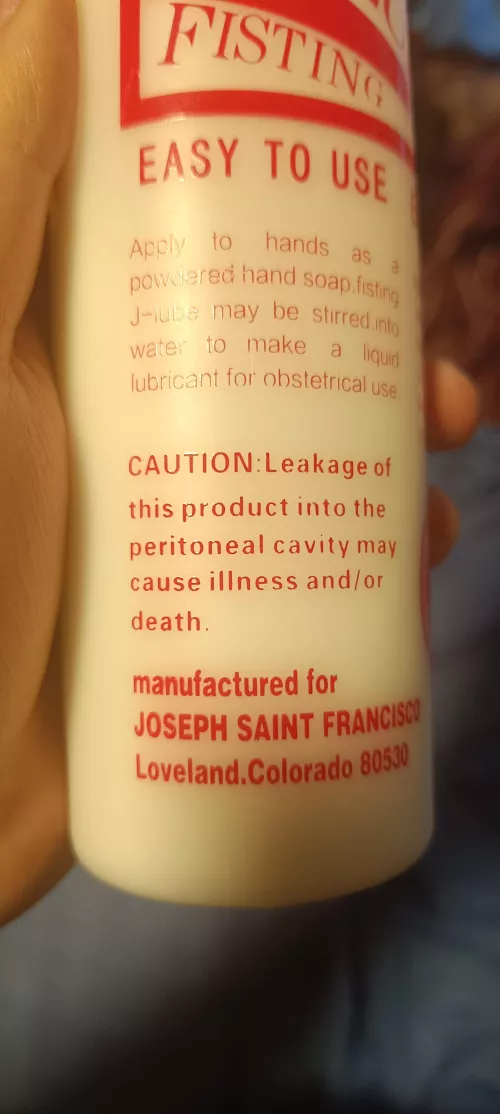 FISTING
EASY TO USE
Apply to hands as a
powdered hand soap.fisting
J-lube may be stirred into
water to make a liquid
lubricant for obstetrical use
CAUTION:Leakage of
this product into the
peritoneal cavity may
cause illness and/or
death.
manufactured for
JOSEPH SAINT FRANCISCO
Loveland.Colorado 80530